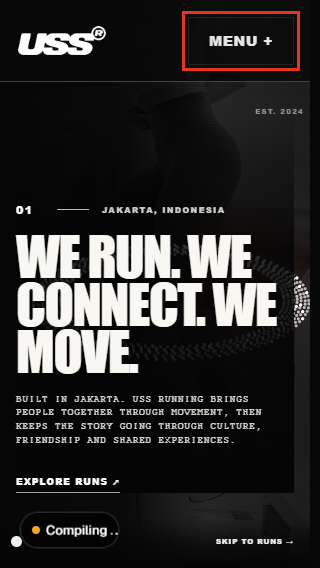 USS®
MENU +
EST. 2024
01
JAKARTA, INDONESIA
WE RUN. WE
CONNECT. WE
MOVE.
BUILT IN JAKARTA. USS RUNNING BRINGS
PEOPLE TOGETHER THROUGH MOVEMENT, THEN
KEEPS THE STORY GOING THROUGH CULTURE,
FRIENDSHIP AND SHARED EXPERIENCES.
EXPLORE RUNS ↗
Compiling ..
SKIP TO RUNS →